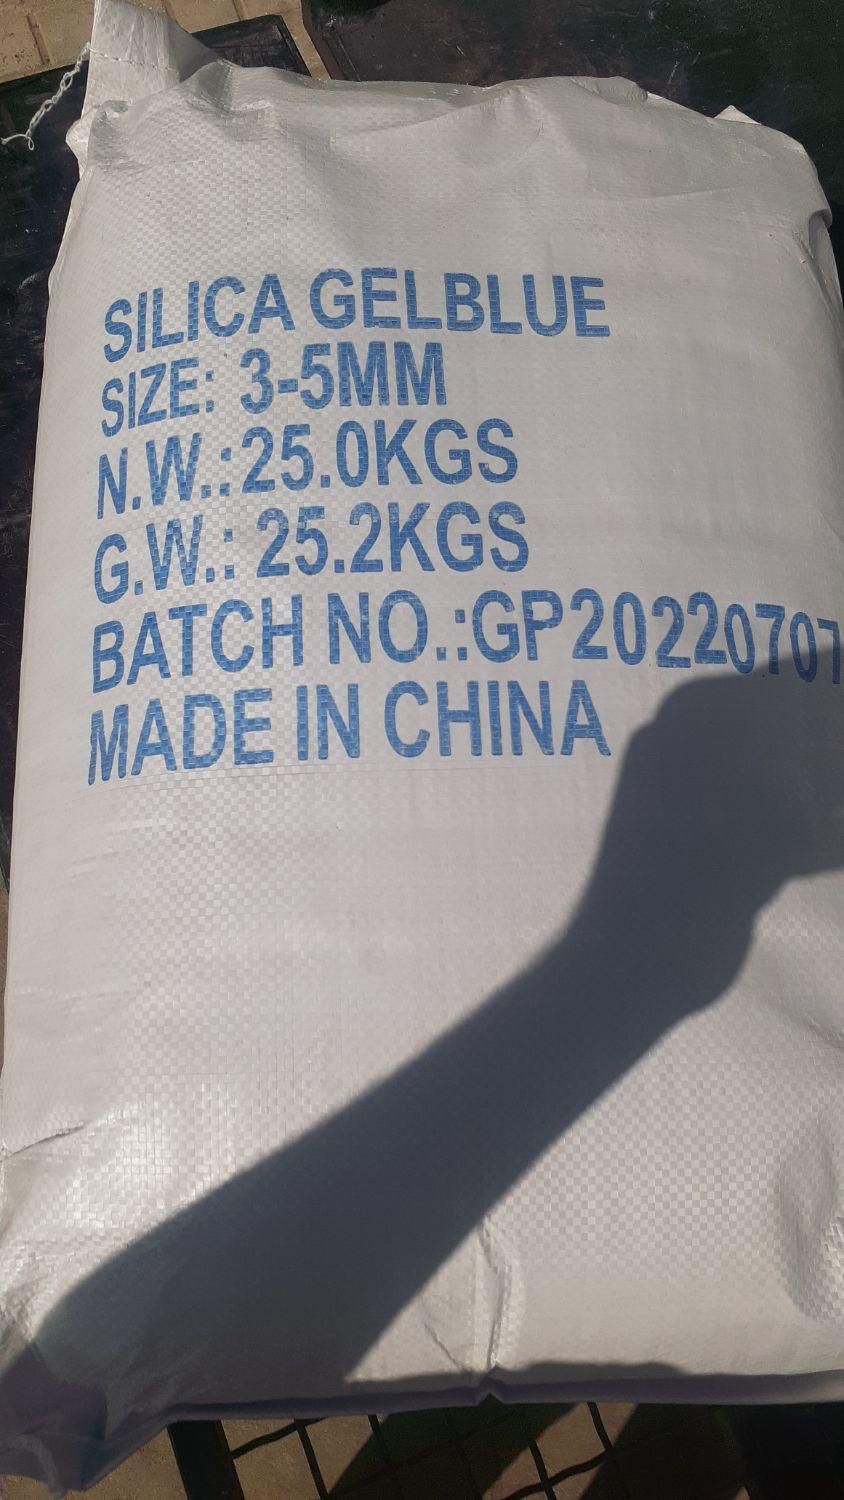 SILICA GELBLUE
SIZE: 3-5MM
N.W.:25.0KGS
G.W.: 25.2KGS
BATCH NO.:GP20220707
MADE IN CHINA